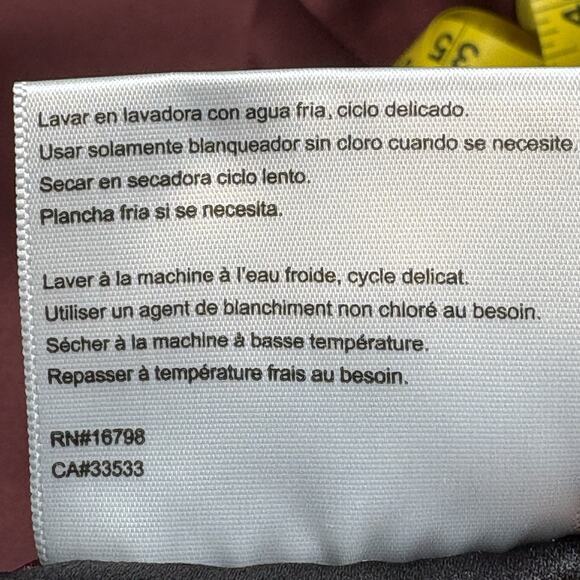 Lavar en lavadora con agua fria, ciclo delicado.
Usar solamente blanqueador sin cloro cuando se necesite.
Secar en secadora ciclo lento.
Plancha fria si se necesita.
Laver à la machine à l'eau froide, cycle delicat.
Utiliser un agent de blanchiment non chloré au besoin.
Sécher à la machine à basse température.
Repasser à température frais au besoin.
RN#16798
CA#33533